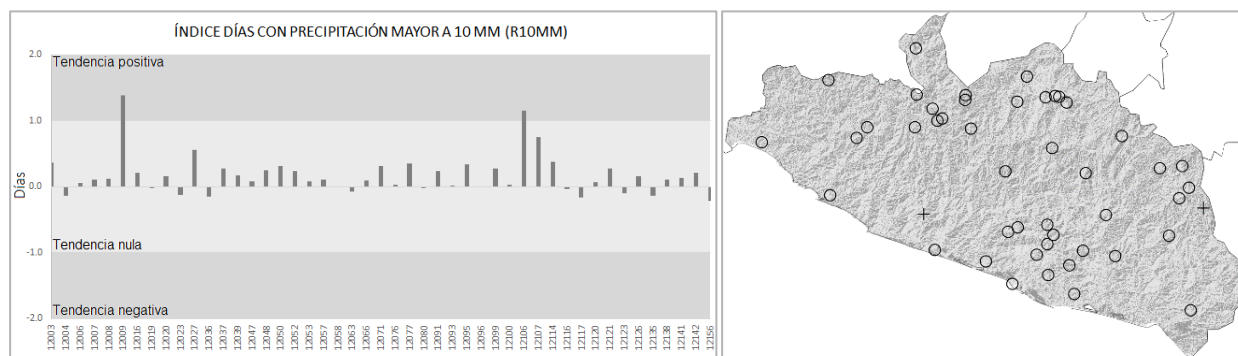 ÍNDICE DÍAS CON PRECIPITACIÓN MAYOR A 10 MM (R10MM)
2.0
Tendencia positiva
1.0
0.0
Días
Tendencia nula
-1.0
Tendencia negativa
-2.0
12003 12004 12006 12007 12008 12009 12016 12019 12020 12023 12027 12036 12037 12039 12047 12048 12050 12052 12053 12057 12058 12063 12066 12071 12076 12077 12080 12091 12093 12095 12096 12099 12100 12106 12107 12114 12116 12117 12120 12121 12123 12126 12135 12138 12141 12142 12156